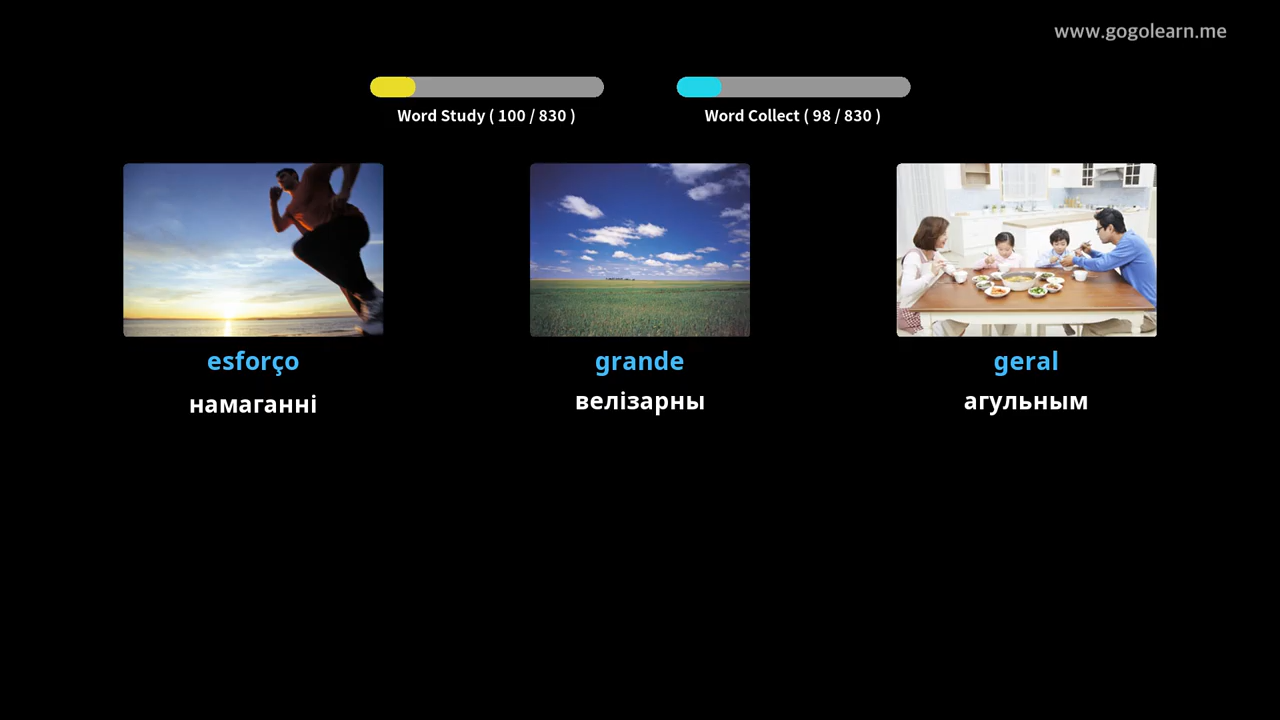 www.gogolearn.me
Word Study ( 100 / 830 )
Word Collect ( 98 / 830 )
esforço
намаганні
grande
велізарны
geral
агульным